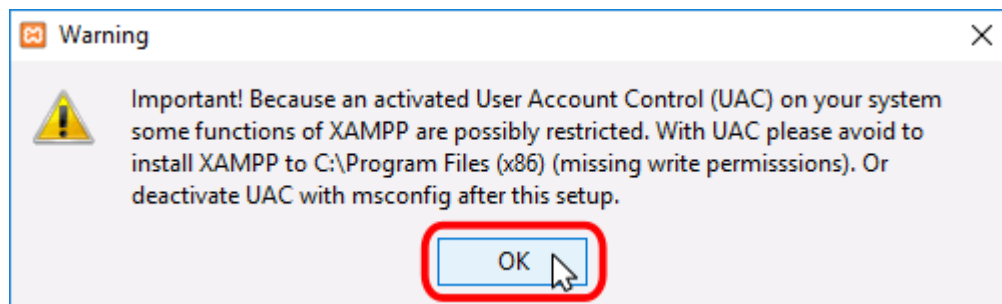 Warning
Important! Because an activated User Account Control (UAC) on your system
some functions of XAMPP are possibly restricted. With UAC please avoid to
install XAMPP to C:\Program Files (x86) (missing write permisssions). Or
deactivate UAC with msconfig after this setup.
OK